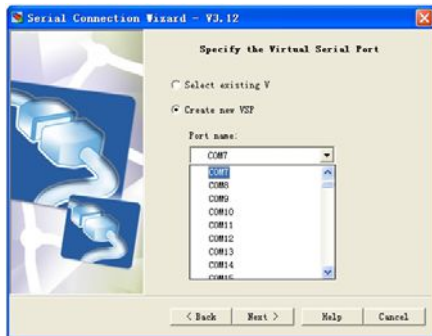 Serial Connection Wizard - V3.12
Specify the Virtual Serial Port
Select existing V
Create new VSP
Port name:
COM7
COM7
COM8
COM9
COM10
COM11
COM12
COM13
COM14
COM15
< Back Next > Help Cancel